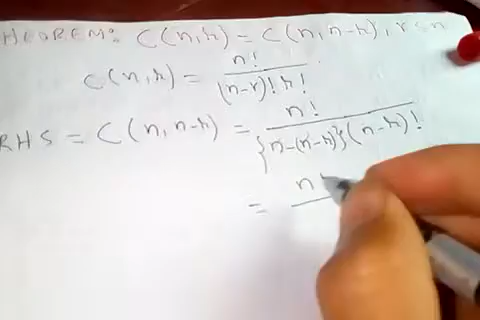 HEOREM: C(n,r) = C(n,n-r), r≤n
C(n,r) = n! / (n-r)! r!
RHS = C(n,n-r) = n! / {n-(n-r)}(n-r)!
= n